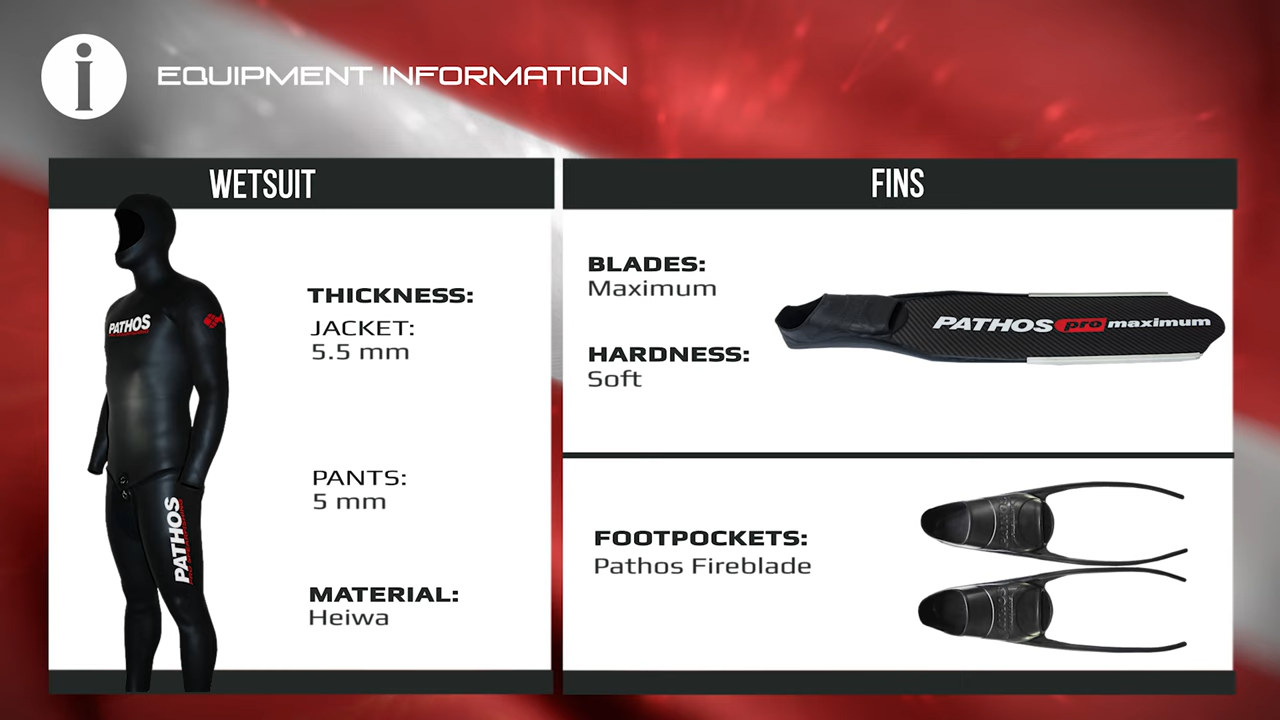 i
EQUIPMENT INFORMATION
WETSUIT
PATHOS
THICKNESS:
JACKET:
5.5 mm
PANTS:
5 mm
PATHOS
MATERIAL:
Heiwa
FINS
BLADES:
Maximum
HARDNESS:
Soft
PATHOS pro maximum
FOOTPOCKETS:
Pathos Fireblade